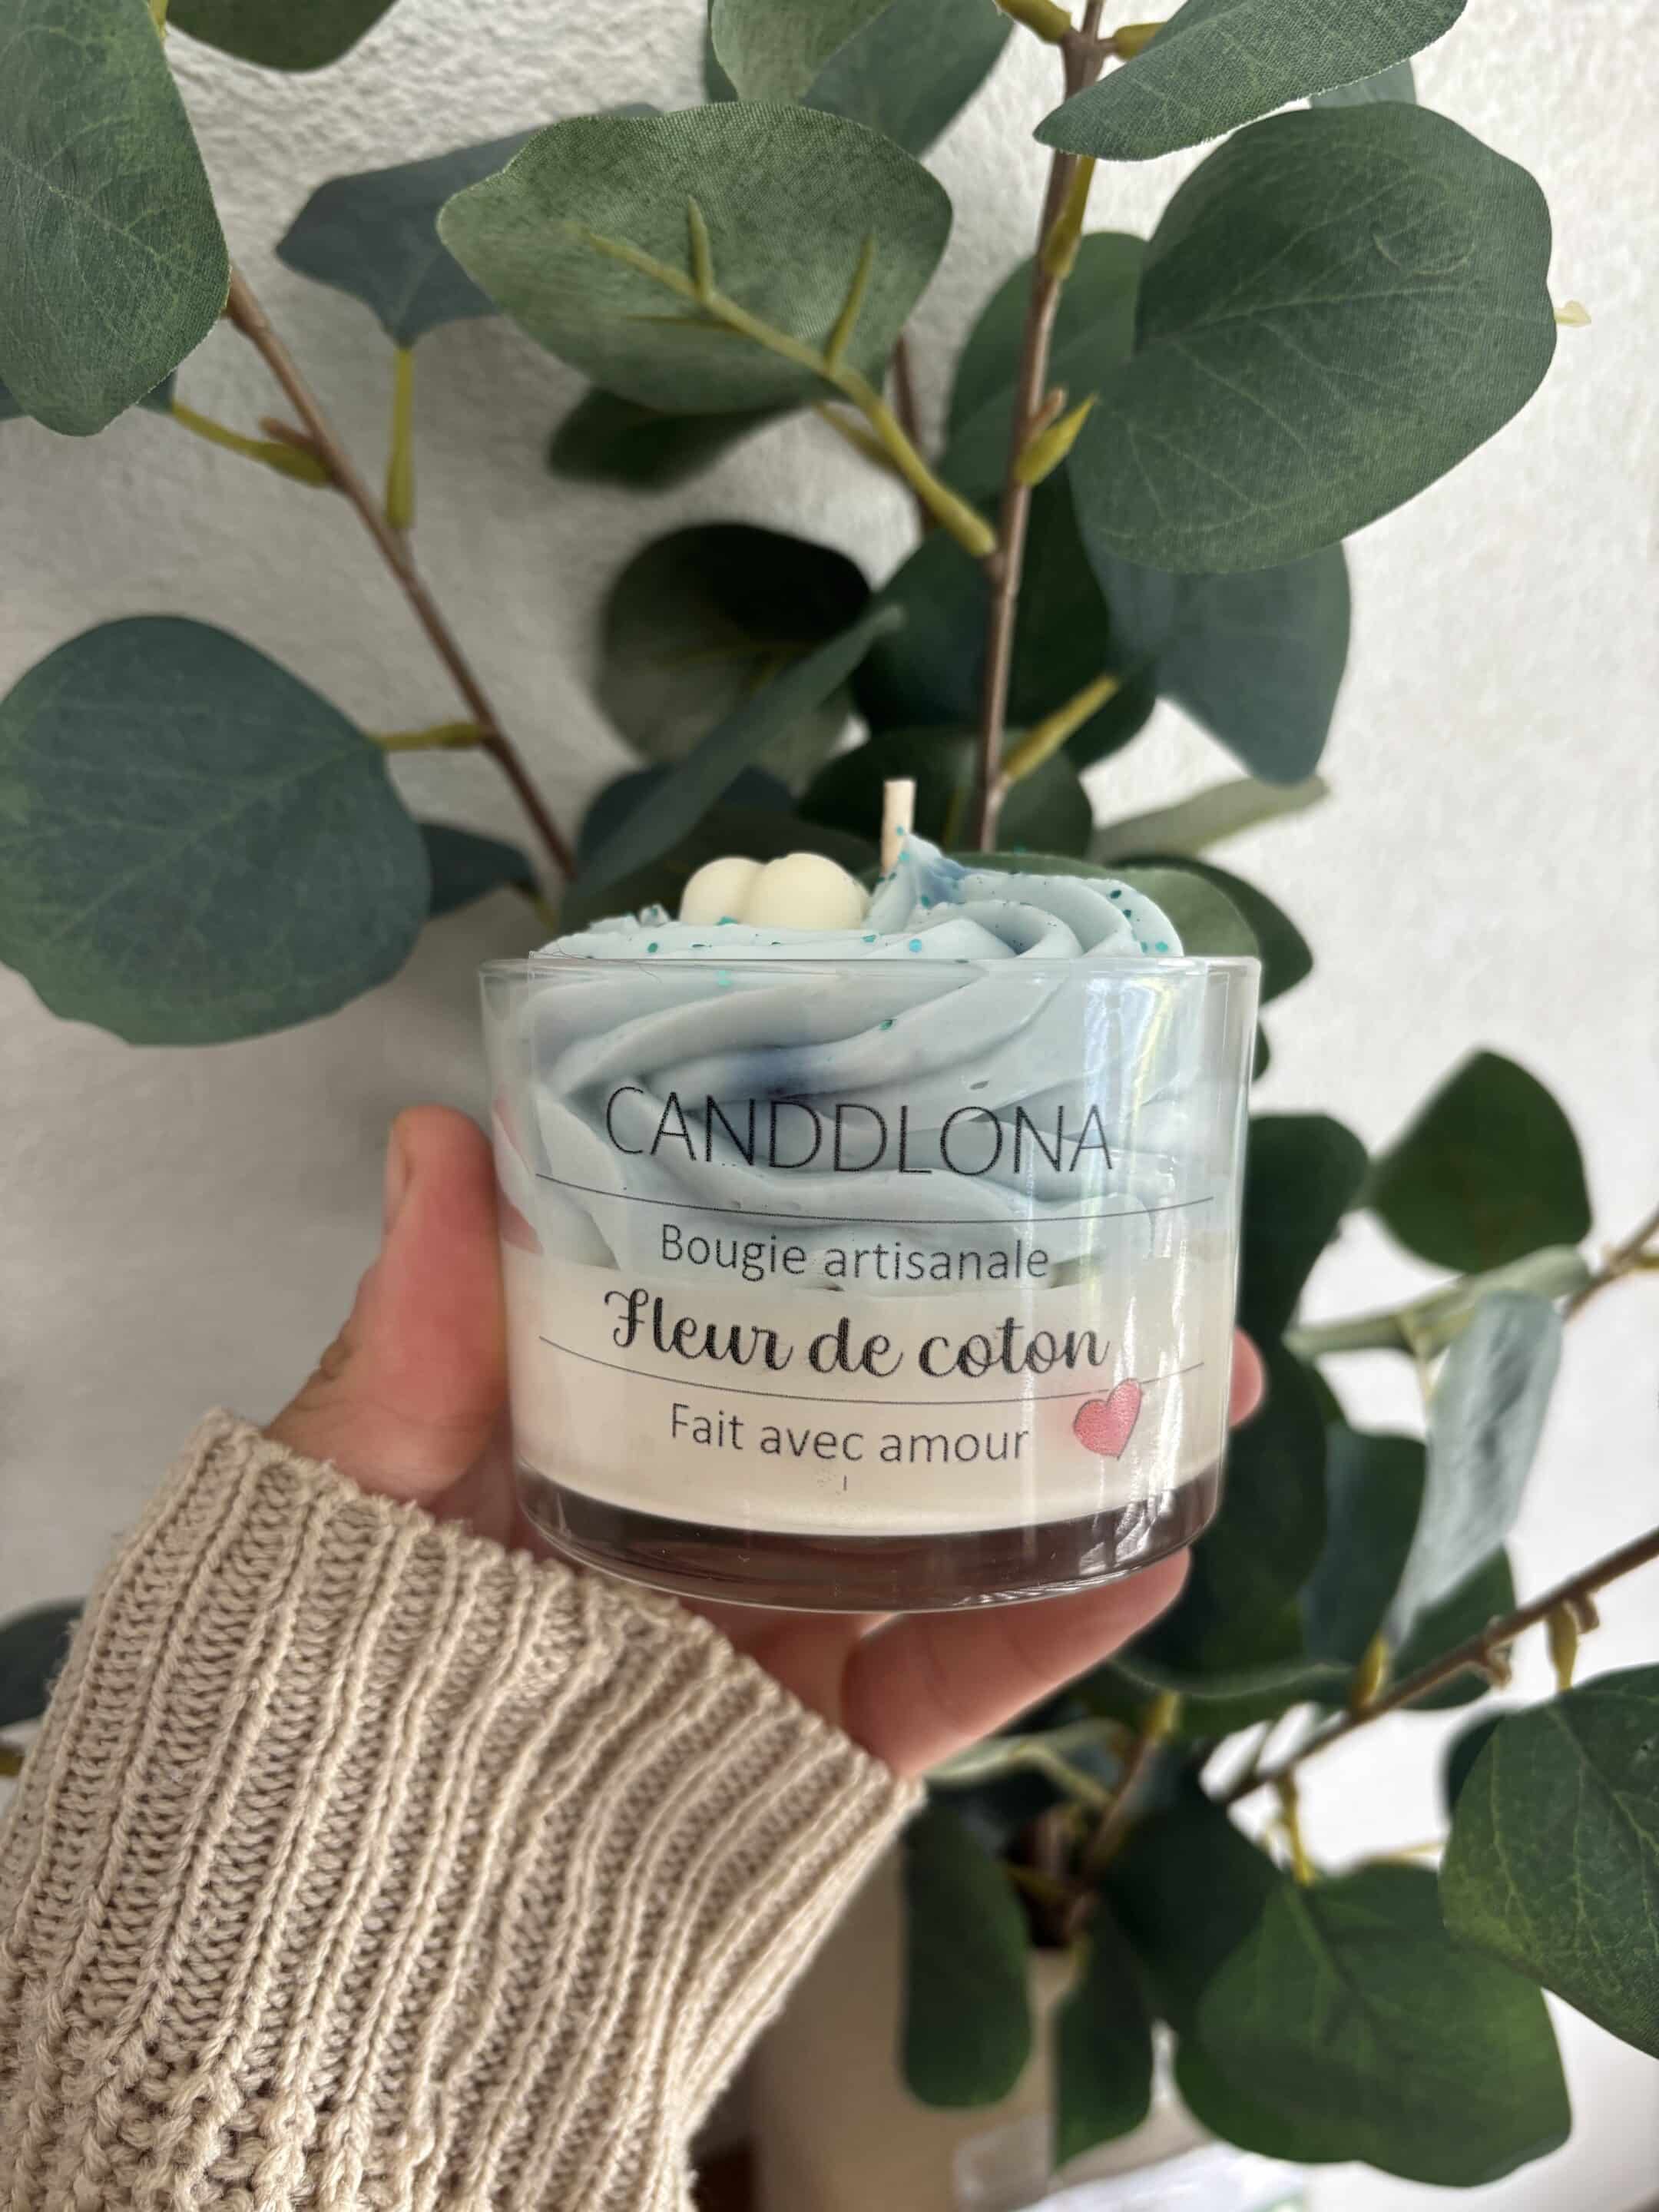 CANDDLONA
Bougie artisanale
Fleur de coton
Fait avec amour